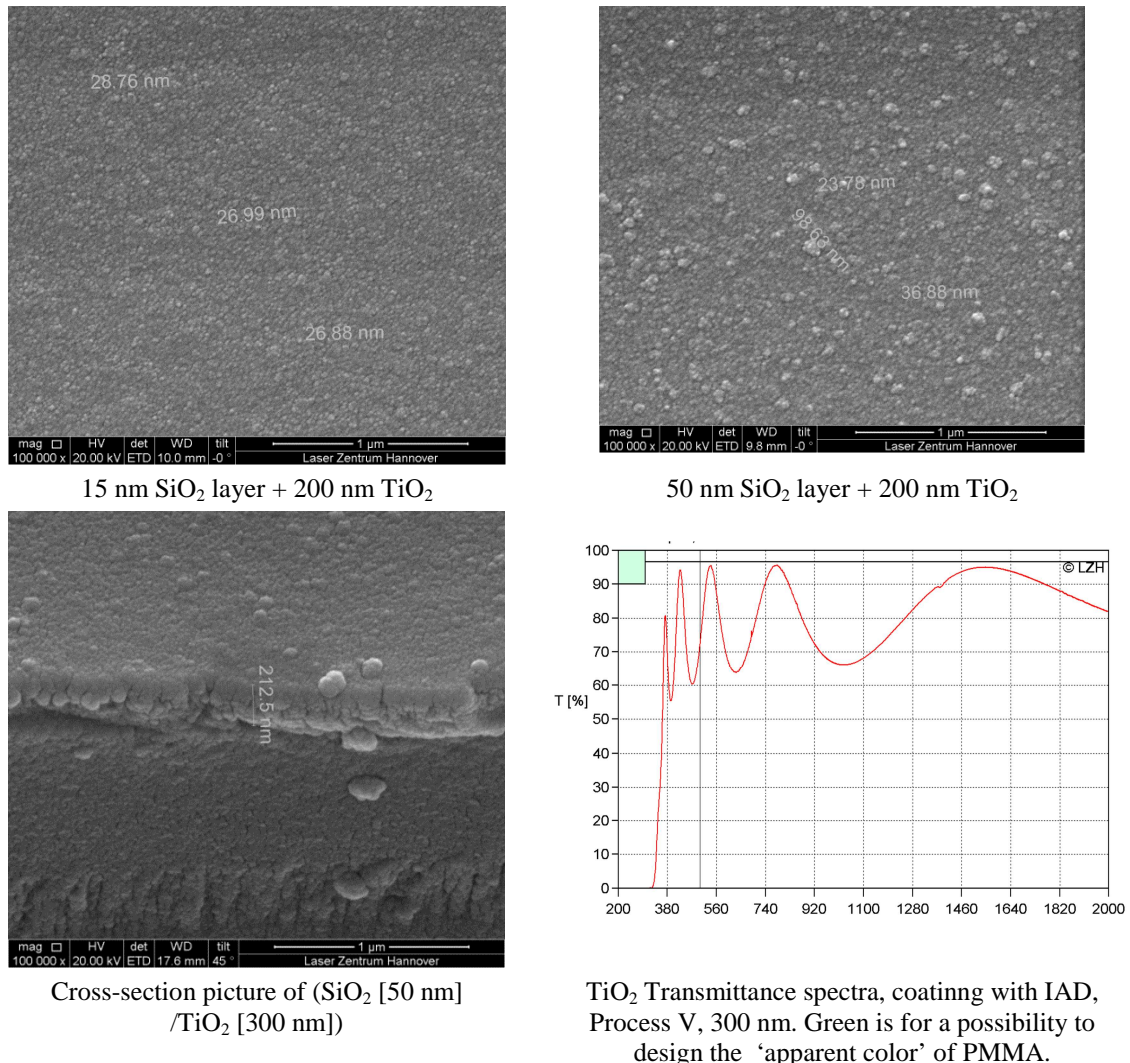 28.76 nm
26.99 nm
26.88 nm
mag □ HV det WD tilt 1 µm
100 000 x 20.00 kV ETD 10.0 mm -0 ° Laser Zentrum Hannover
15 nm SiO₂ layer + 200 nm TiO₂
23.78 nm
98.63 nm
36.88 nm
mag □ HV det WD tilt 1 µm
100 000 x 20.00 kV ETD 9.8 mm -0 ° Laser Zentrum Hannover
50 nm SiO₂ layer + 200 nm TiO₂
212.5 nm
mag □ HV det WD tilt 1 µm
100 000 x 20.00 kV ETD 17.6 mm 45 ° Laser Zentrum Hannover
Cross-section picture of (SiO₂ [50 nm]
/TiO₂ [300 nm])
© LZH
100
90
80
70
60
T [%]
50
40
30
20
10
0
200 380 560 740 920 1100 1280 1460 1640 1820 2000
TiO₂ Transmittance spectra, coatinng with IAD,
Process V, 300 nm. Green is for a possibility to
design the ‘apparent color’ of PMMA.